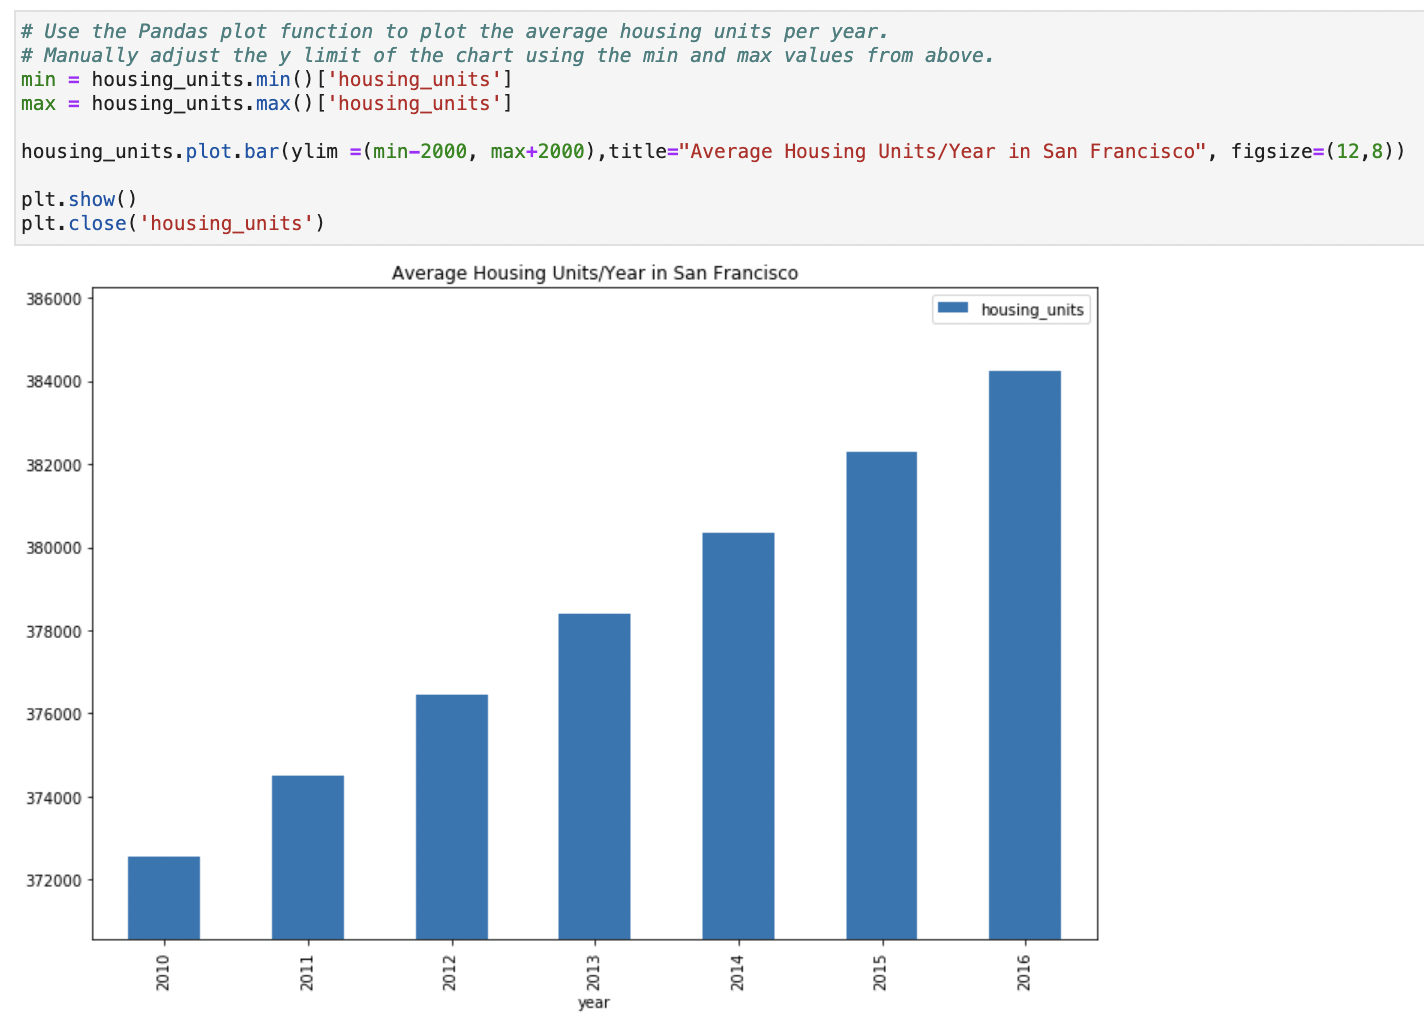 # Use the Pandas plot function to plot the average housing units per year.
# Manually adjust the y limit of the chart using the min and max values from above.
min = housing_units.min()['housing_units']
max = housing_units.max()['housing_units']
housing_units.plot.bar(ylim =(min-2000, max+2000),title="Average Housing Units/Year in San Francisco", figsize=(12,8))
plt.show()
plt.close('housing_units')
Average Housing Units/Year in San Francisco
housing_units
386000
384000
382000
380000
378000
376000
374000
372000
2010 2011 2012 2013 2014 2015 2016
year